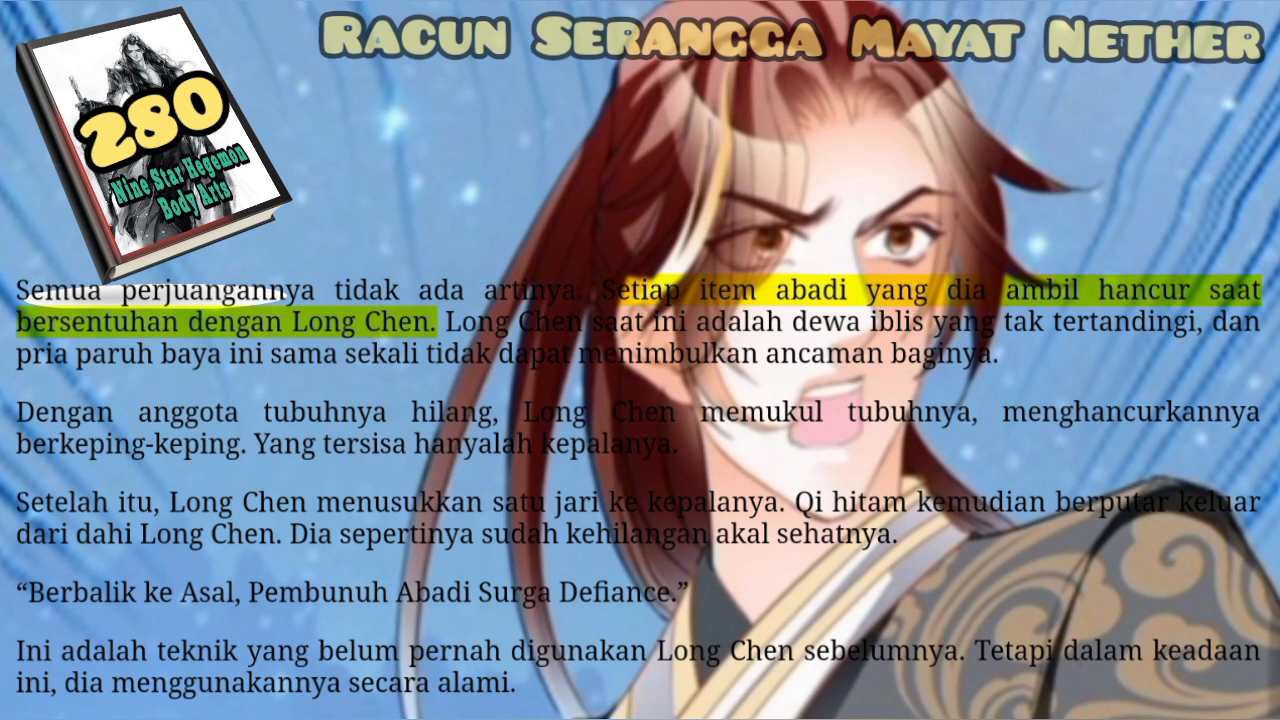 RACUN SERANGGA MAYAT NETHER
280
Nine Star Hegemon
Body Arts
Semua perjuangannya tidak ada artinya. Setiap item abadi yang dia ambil hancur saat
bersentuhan dengan Long Chen. Long Chen saat ini adalah dewa iblis yang tak tertandingi, dan
pria paruh baya ini sama sekali tidak dapat menimbulkan ancaman baginya.
Dengan anggota tubuhnya hilang, Long Chen memukul tubuhnya, menghancurkannya
berkeping-keping. Yang tersisa hanyalah kepalanya.
Setelah itu, Long Chen menusukkan satu jari ke kepalanya. Qi hitam kemudian berputar keluar
dari dahi Long Chen. Dia sepertinya sudah kehilangan akal sehatnya.
“Berbalik ke Asal, Pembunuh Abadi Surga Defiance.”
Ini adalah teknik yang belum pernah digunakan Long Chen sebelumnya. Tetapi dalam keadaan
ini, dia menggunakannya secara alami.